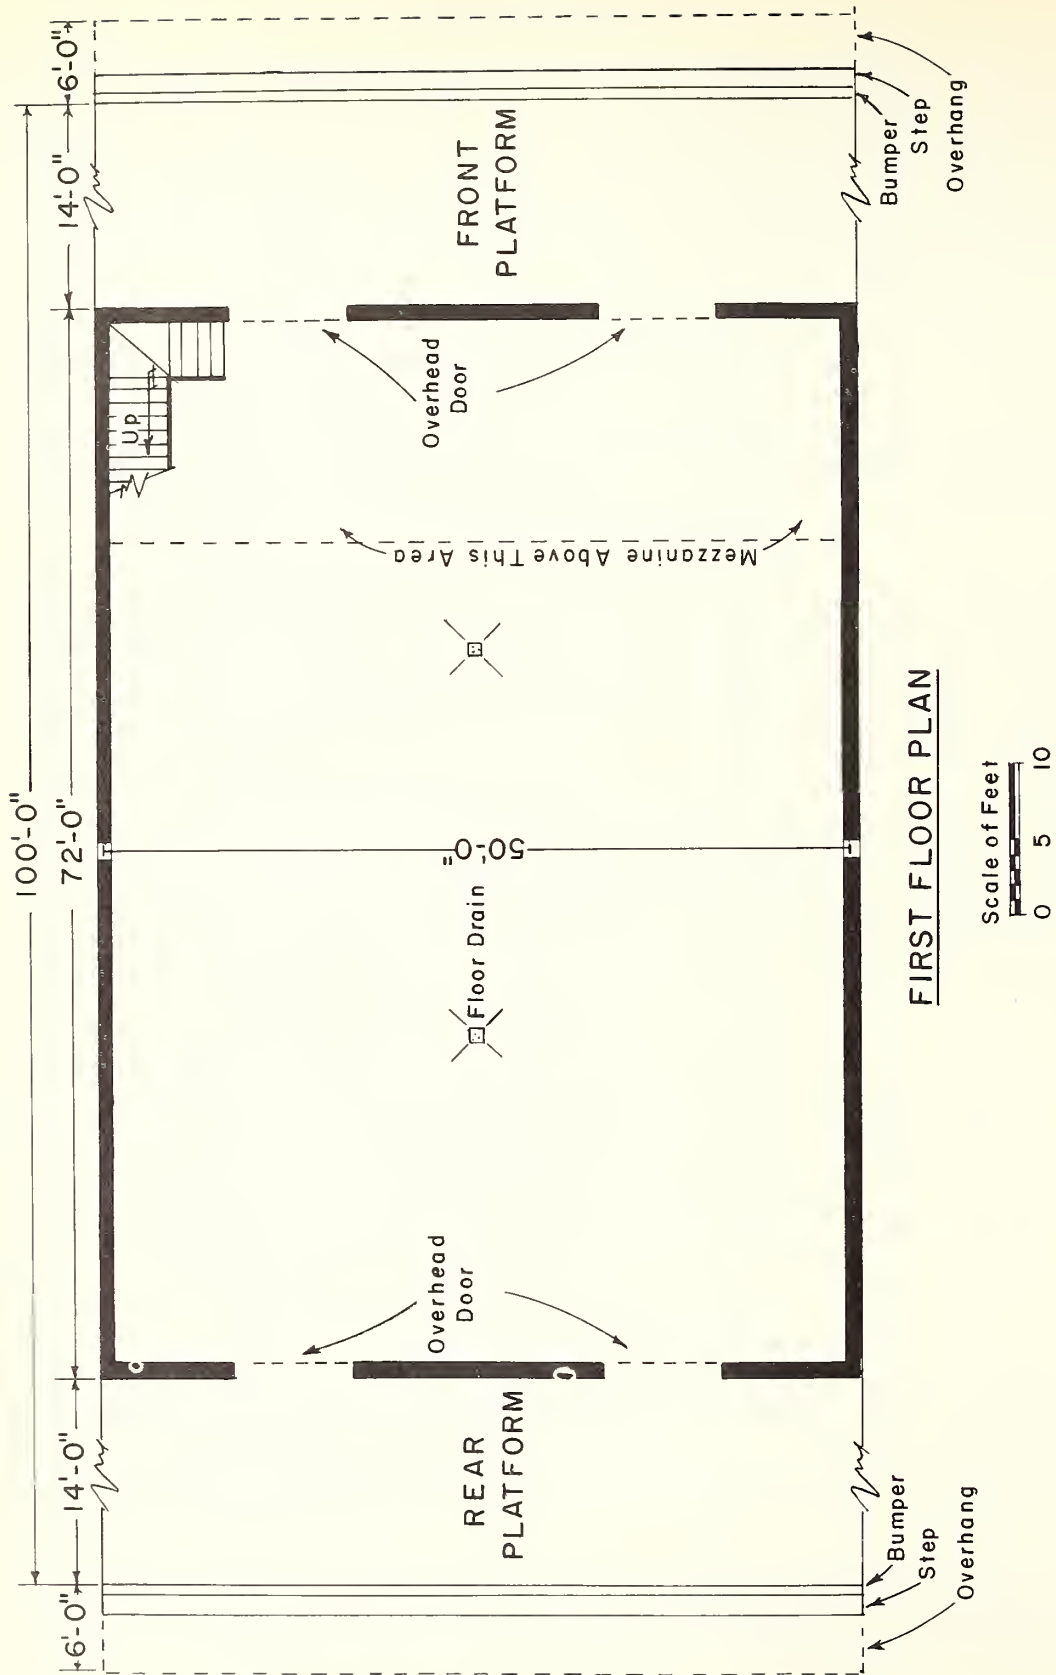 100'-0"
6'-0"
14'-0"
72'-0"
14'-0"
6'-0"
REAR
PLATFORM
Overhead
Door
Floor Drain
50'-0"
Mezzanine Above This Area
Up
Overhead
Door
FRONT
PLATFORM
Bumper
Step
Overhang
Bumper
Step
Overhang
FIRST FLOOR PLAN
Scale of Feet
0 5 10